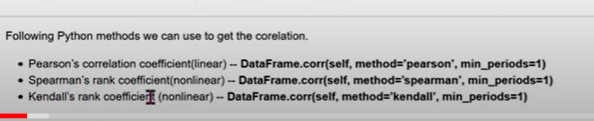 Following Python methods we can use to get the corelation.
• Pearson's correlation coefficient(linear) -- DataFrame.corr(self, method='pearson', min_periods=1)
• Spearman's rank coefficient(nonlinear) -- DataFrame.corr(self, method='spearman', min_periods=1)
• Kendall's rank coefficient (nonlinear) -- DataFrame.corr(self, method='kendall', min_periods=1)